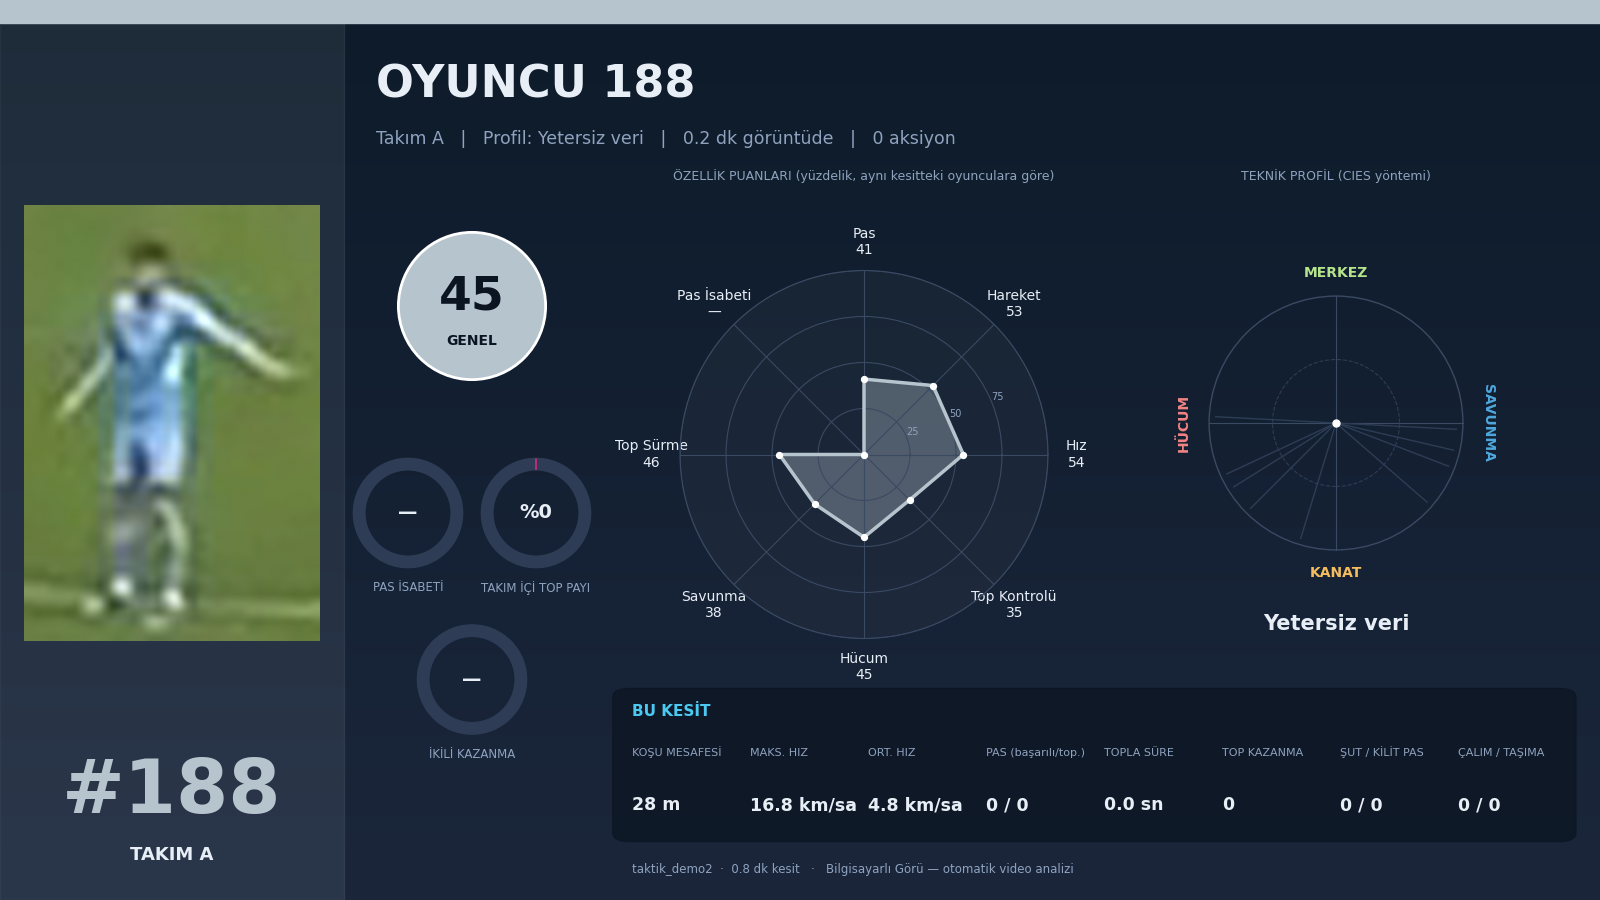 OYUNCU 188
Takım A | Profil: Yetersiz veri | 0.2 dk görüntüde | 0 aksiyon
ÖZELLİK PUANLARI (yüzdelik, aynı kesitteki oyunculara göre)
TEKNİK PROFİL (CIES yöntemi)
45
GENEL
—
PAS İSABETİ
%0
TAKIM İÇİ TOP PAYI
—
İKİLİ KAZANMA
Pas
41
Pas İsabeti
—
Hareket
53
Top Sürme
46
Hız
54
Savunma
38
Top Kontrolü
35
Hücum
45
25
50
75
MERKEZ
HÜCUM
SAVUNMA
KANAT
Yetersiz veri
#188
TAKIM A
BU KESİT
KOŞU MESAFESİ MAKS. HIZ ORT. HIZ PAS (başarılı/top.) TOPLA SÜRE TOP KAZANMA ŞUT / KİLİT PAS ÇALIM / TAŞIMA
28 m 16.8 km/sa 4.8 km/sa 0 / 0 0.0 sn 0 0 / 0 0 / 0
taktik_demo2 · 0.8 dk kesit · Bilgisayarlı Görü — otomatik video analizi